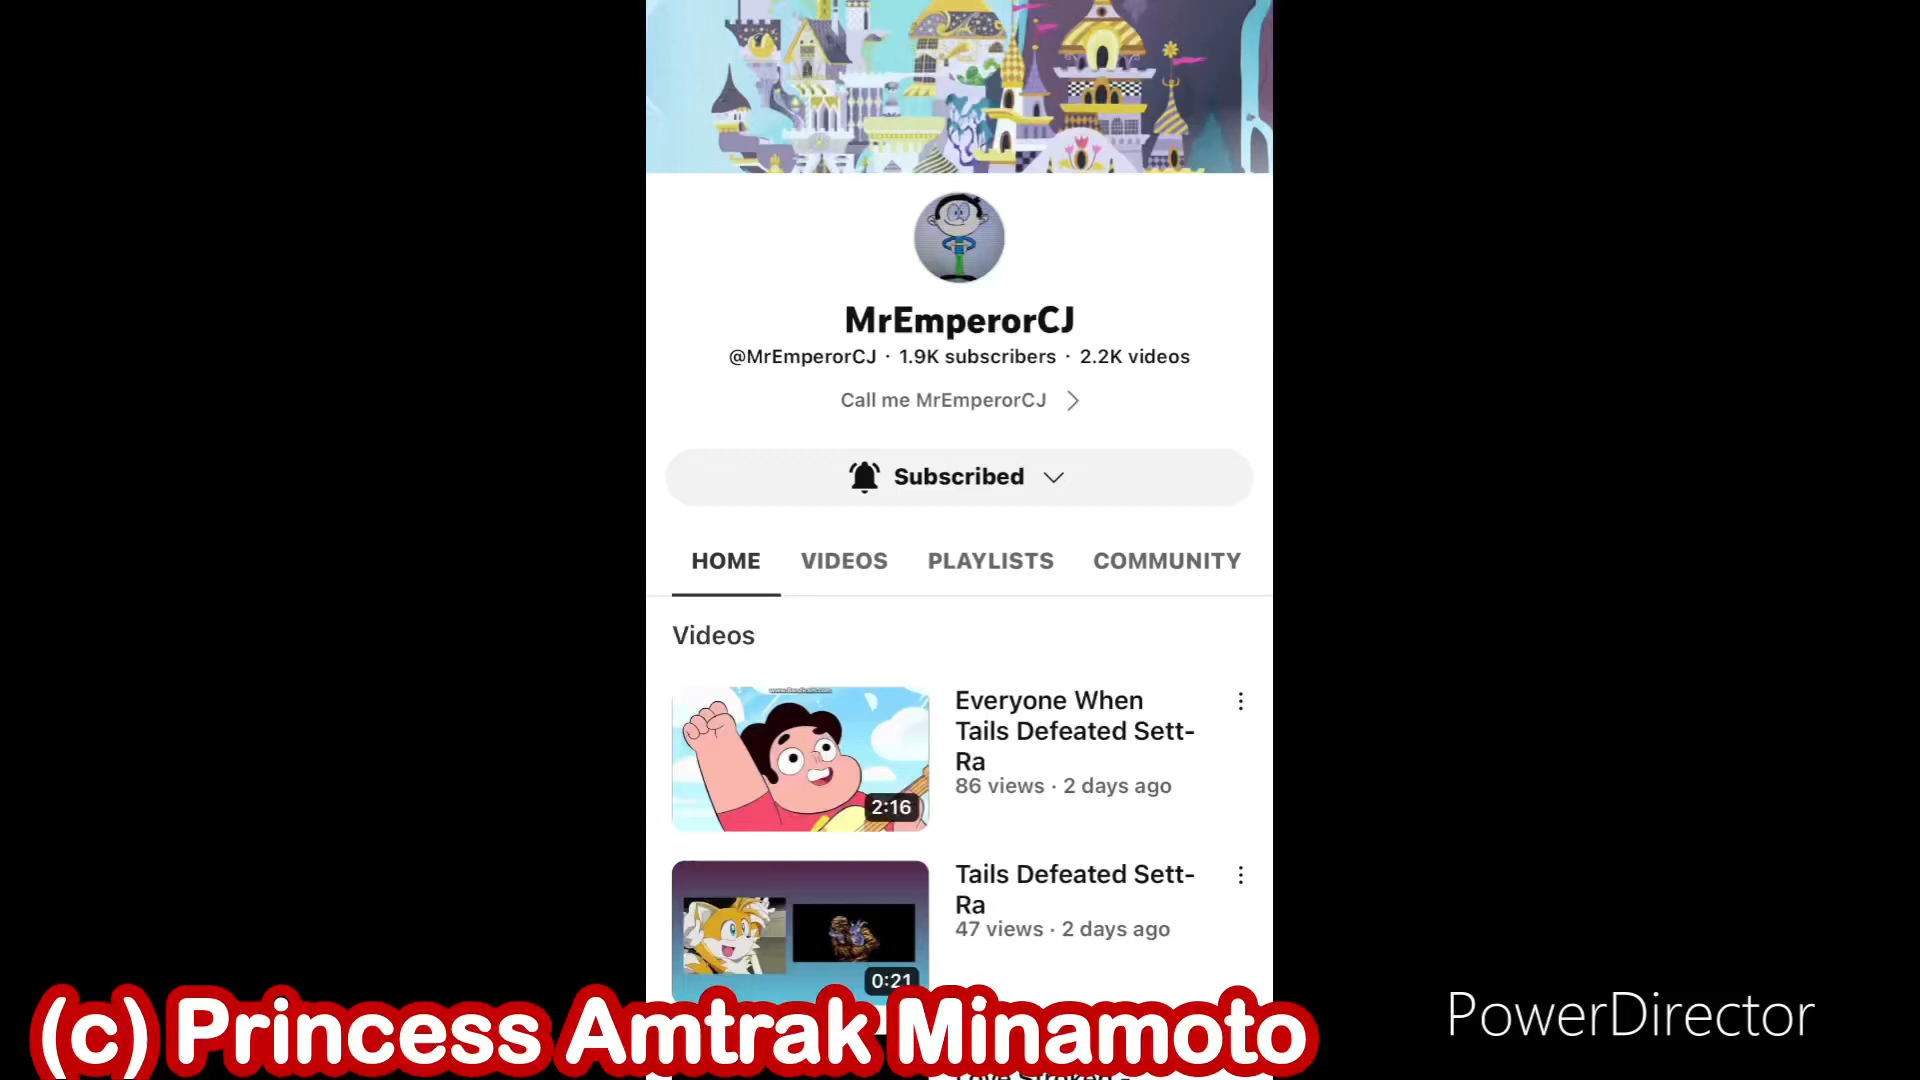 MrEmperorCJ
@MrEmperorCJ · 1.9K subscribers · 2.2K videos
Call me MrEmperorCJ
Subscribed
HOME VIDEOS PLAYLISTS COMMUNITY
Videos
Everyone When
Tails Defeated Sett-
Ra
86 views · 2 days ago
2:16
Tails Defeated Sett-
Ra
47 views · 2 days ago
0:21
(c) Princess Amtrak Minamoto
PowerDirector